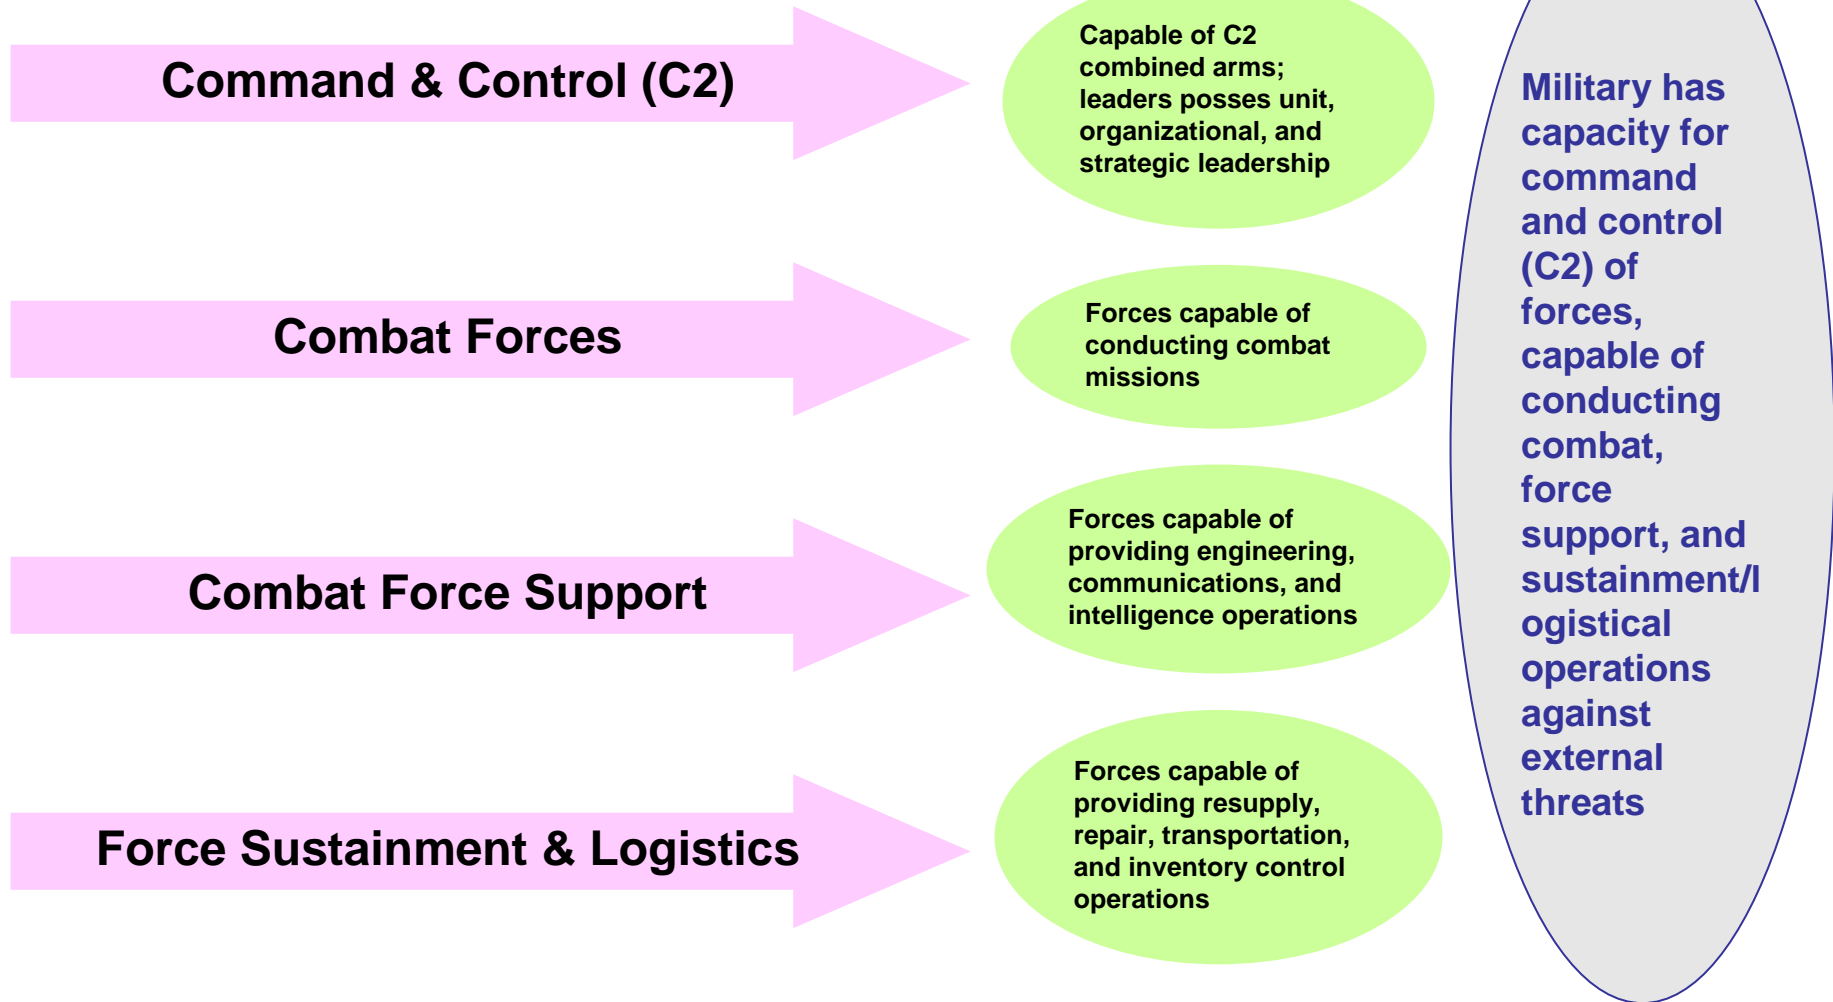 Command & Control (C2)
Capable of C2
combined arms;
leaders posses unit,
organizational, and
strategic leadership
Combat Forces
Forces capable of
conducting combat
missions
Combat Force Support
Forces capable of
providing engineering,
communications, and
intelligence operations
Force Sustainment & Logistics
Forces capable of
providing resupply,
repair, transportation,
and inventory control
operations
Military has
capacity for
command
and control
(C2) of
forces,
capable of
conducting
combat,
force
support, and
sustainment/l
ogistical
operations
against
external
threats